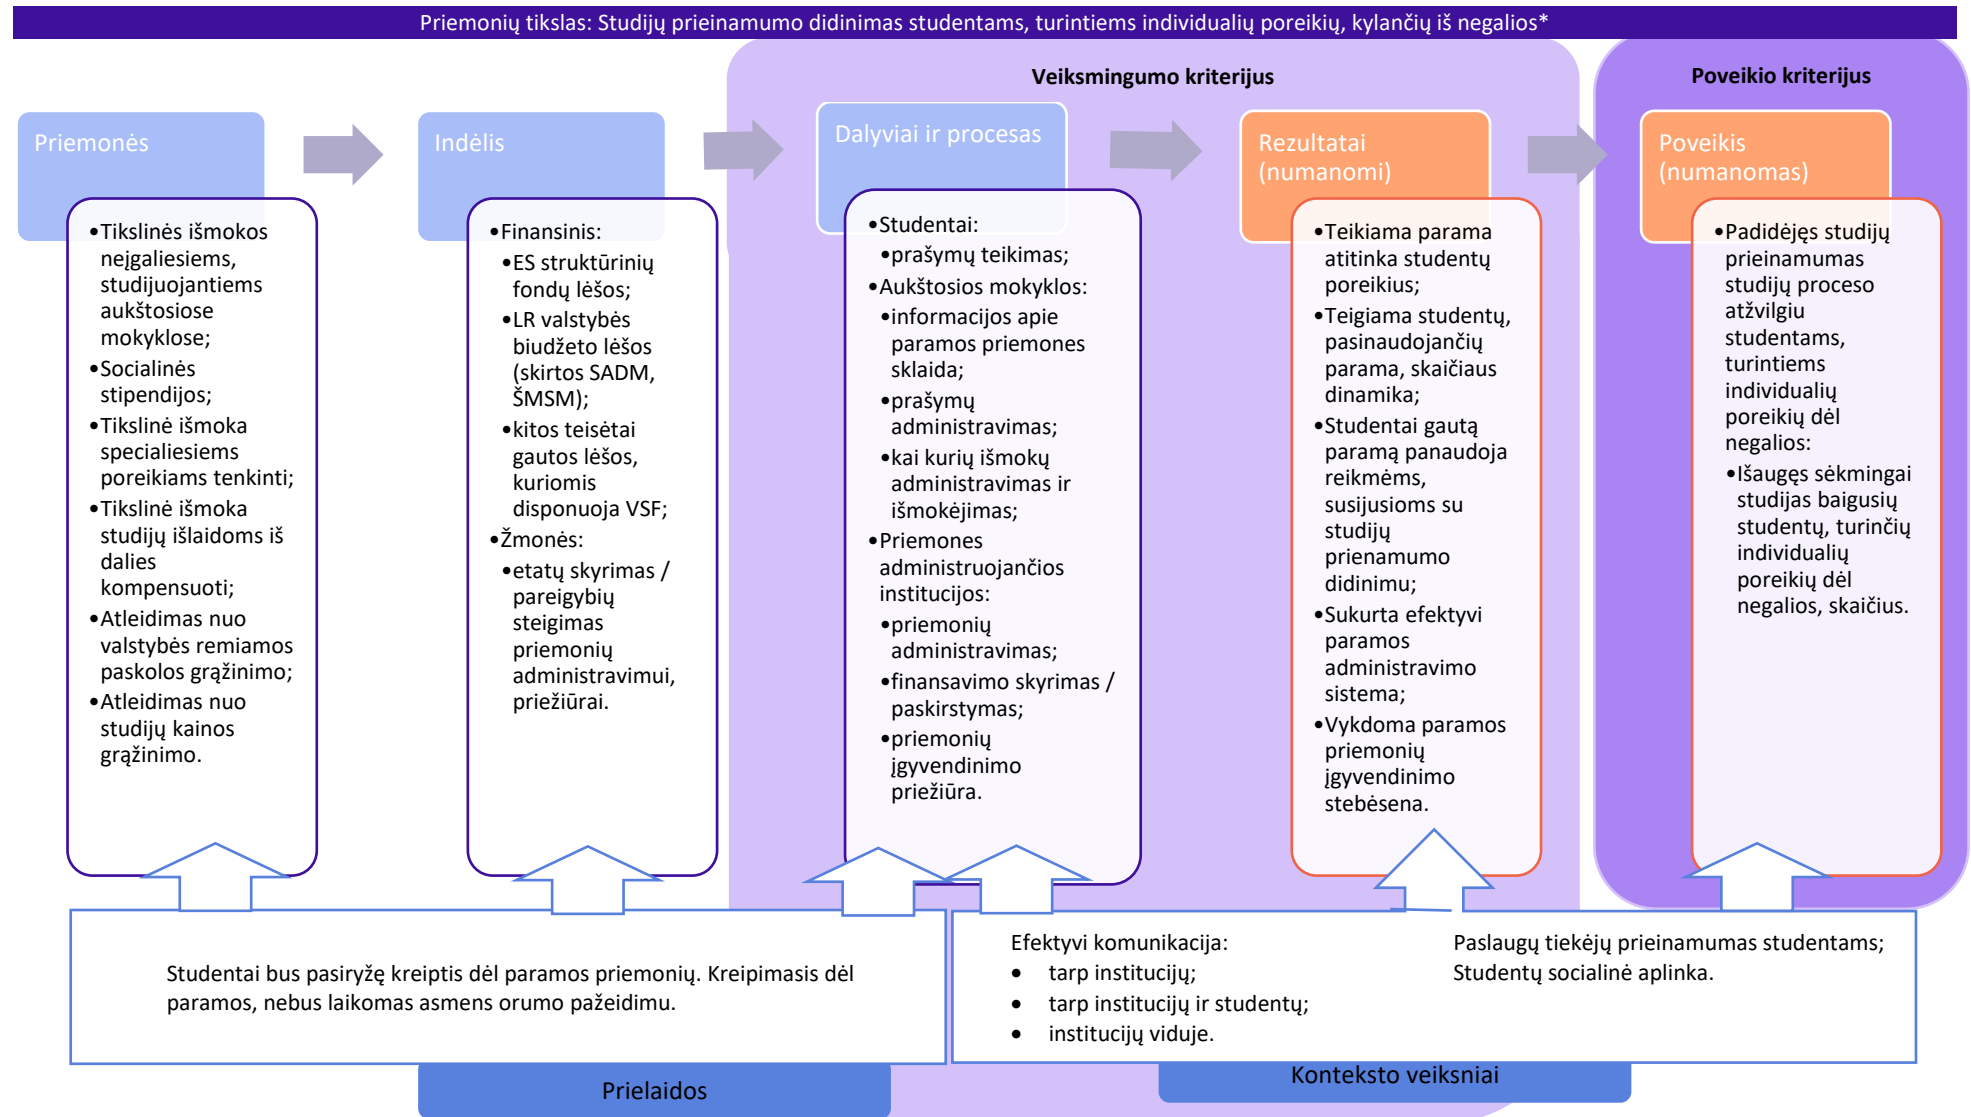 Priemonių tikslas: Studijų prieinamumo didinimas studentams, turintiems individualių poreikių, kylančių iš negalios*
Veiksmingumo kriterijus
Poveikio kriterijus
Priemonės
•Tikslinės išmokos
neįgaliesiems,
studijuojantiems
aukštosiose
mokyklose;
•Socialinės
stipendijos;
•Tikslinė išmoka
specialiesiems
poreikiams tenkinti;
•Tikslinė išmoka
studijų išlaidoms iš
dalies
kompensuoti;
•Atleidimas nuo
valstybės remiamos
paskolos grąžinimo;
•Atleidimas nuo
studijų kainos
grąžinimo.
Indėlis
•Finansinis:
•ES struktūrinių
fondų lėšos;
•LR valstybės
biudžeto lėšos
(skirtos SADM,
ŠMSM);
•kitos teisėtai
gautos lėšos,
kuriomis
disponuoja VSF;
•Žmonės:
•etatų skyrimas /
pareigybių
steigimas
priemonių
administravimui,
priežiūrai.
Dalyviai ir procesas
•Studentai:
•prašymų teikimas;
•Aukštosios mokyklos:
•informacijos apie
paramos priemones
sklaida;
•prašymų
administravimas;
•kai kurių išmokų
administravimas ir
išmokėjimas;
•Priemones
administruojančios
institucijos:
•priemonių
administravimas;
•finansavimo skyrimas /
paskirstymas;
•priemonių
įgyvendinimo
priežiūra.
Rezultatai
(numanomi)
•Teikiama parama
atitinka studentų
poreikius;
•Teigiama studentų,
pasinaudojančių
parama, skaičiaus
dinamika;
•Studentai gautą
paramą panaudoja
reikmėms,
susijusioms su
studijų
prienamumo
didinimu;
•Sukurta efektyvi
paramos
administravimo
sistema;
•Vykdoma paramos
priemonių
įgyvendinimo
stebėsena.
Poveikis
(numanomas)
•Padidėjęs studijų
prieinamumas
studijų proceso
atžvilgiu
studentams,
turintiems
individualių
poreikių dėl
negalios:
•Išaugęs sėkmingai
studijas baigusių
studentų, turinčių
individualių
poreikių dėl
negalios, skaičius.
Studentai bus pasiryžę kreiptis dėl paramos priemonių. Kreipimasis dėl
paramos, nebus laikomas asmens orumo pažeidimu.
Prielaidos
Efektyvi komunikacija:
• tarp institucijų;
• tarp institucijų ir studentų;
• institucijų viduje.
Paslaugų tiekėjų prieinamumas studentams;
Studentų socialinė aplinka.
Konteksto veiksniai